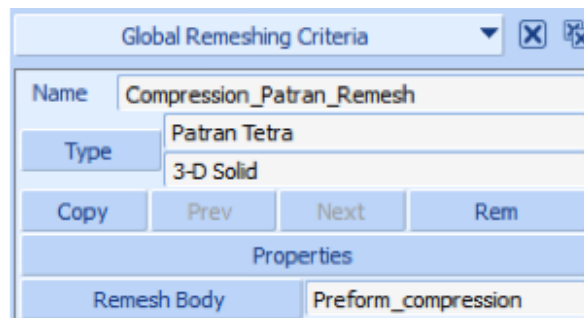 Global Remeshing Criteria
Name Compression_Patran_Remesh
Type Patran Tetra
3-D Solid
Copy Prev Next Rem
Properties
Remesh Body Preform_compression